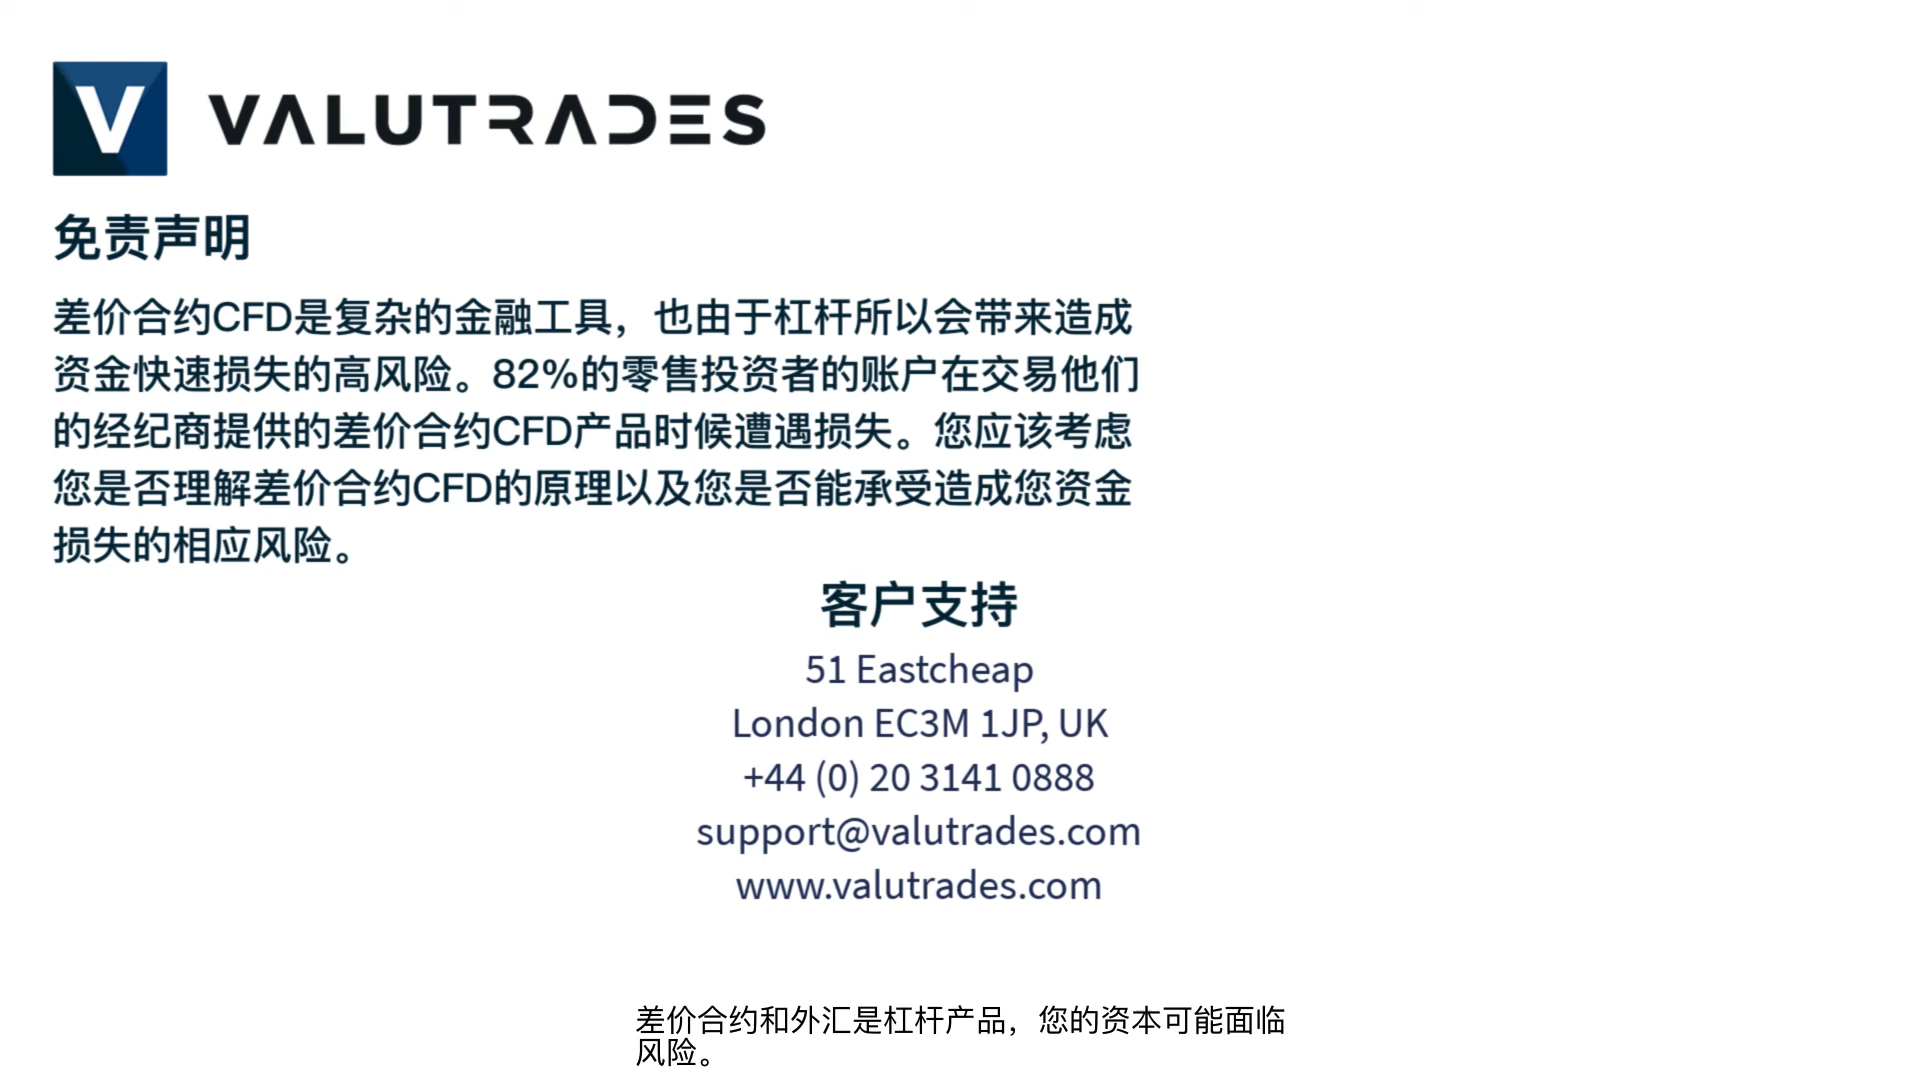 V VALUTRADES
免责声明
差价合约CFD是复杂的金融工具，也由于杠杆所以会带来造成
资金快速损失的高风险。82%的零售投资者的账户在交易他们
的经纪商提供的差价合约CFD产品时候遭遇损失。您应该考虑
您是否理解差价合约CFD的原理以及您是否能承受造成您资金
损失的相应风险。
客户支持
51 Eastcheap
London EC3M 1JP, UK
+44 (0) 20 3141 0888
support@valutrades.com
www.valutrades.com
差价合约和外汇是杠杆产品，您的资本可能面临
风险。